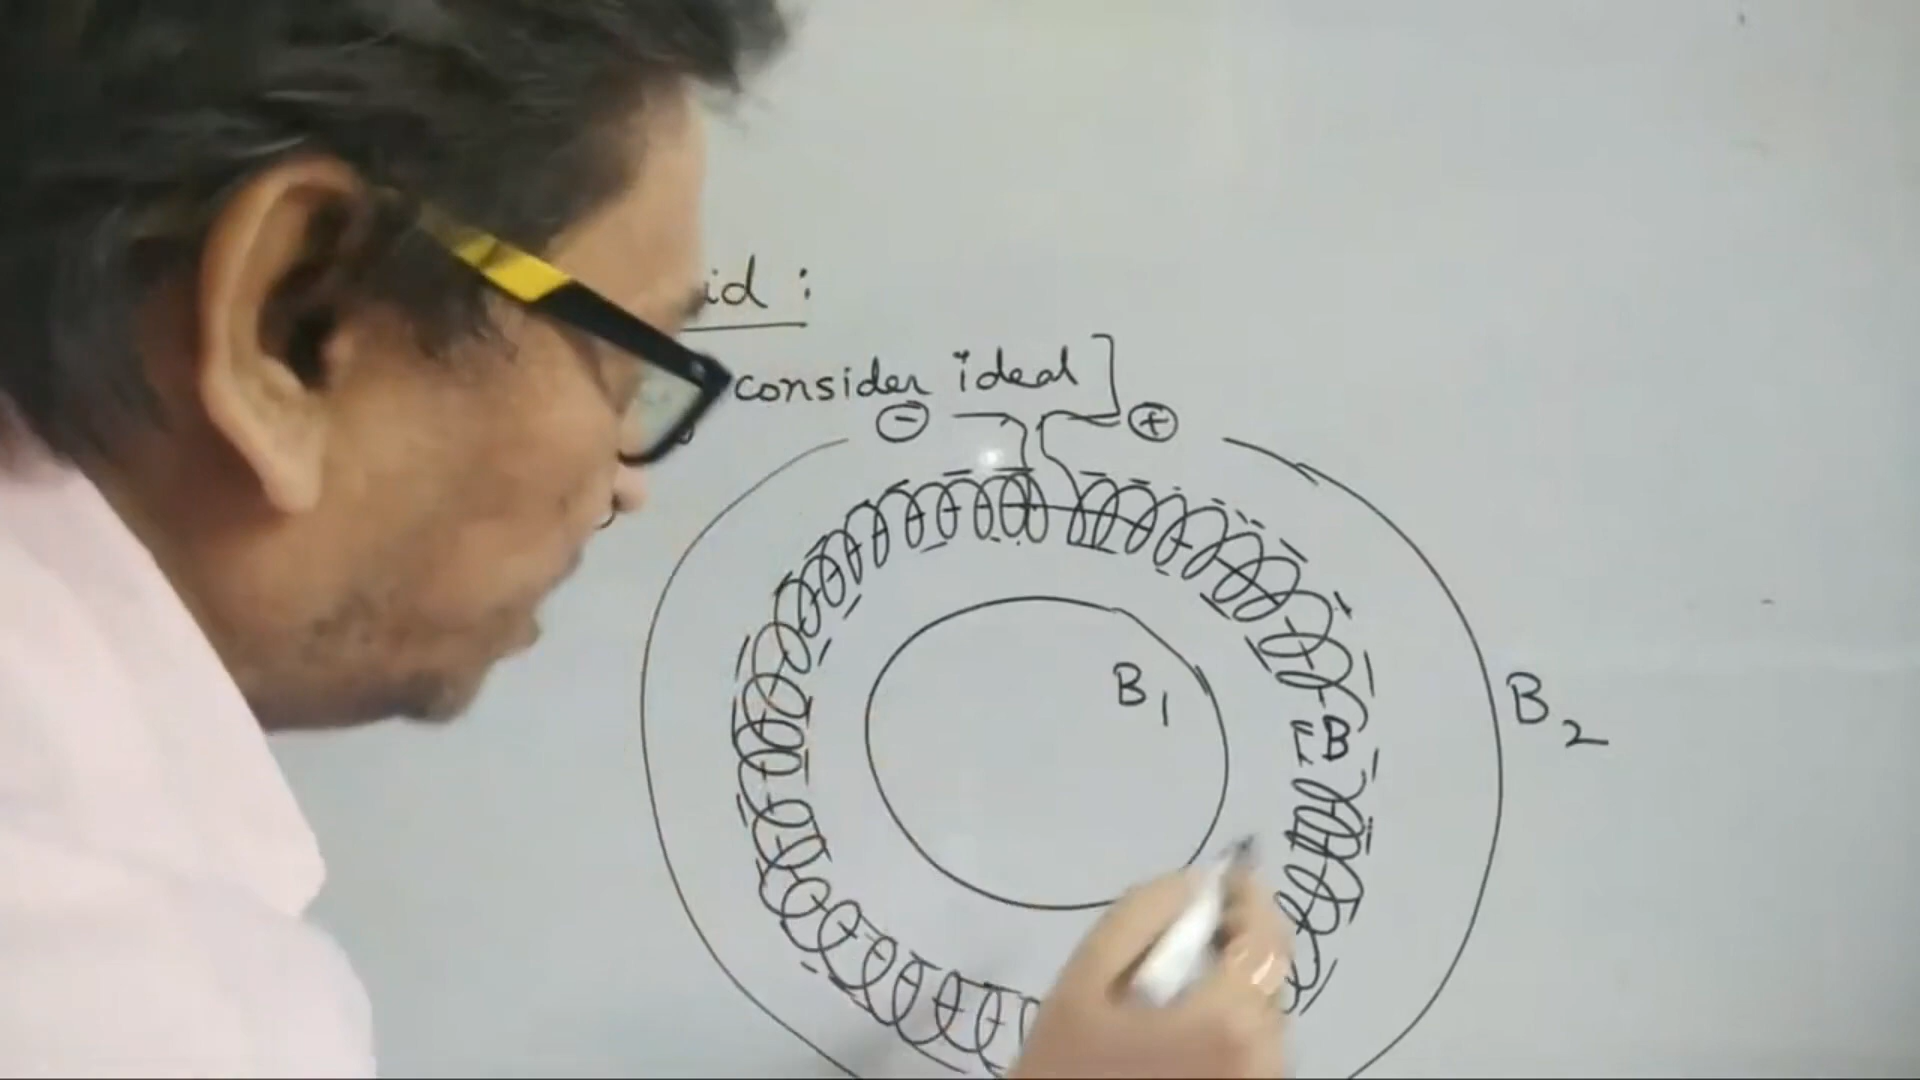 id :
consider ideal ]
⊖ ⊕
B₁
B
B₂